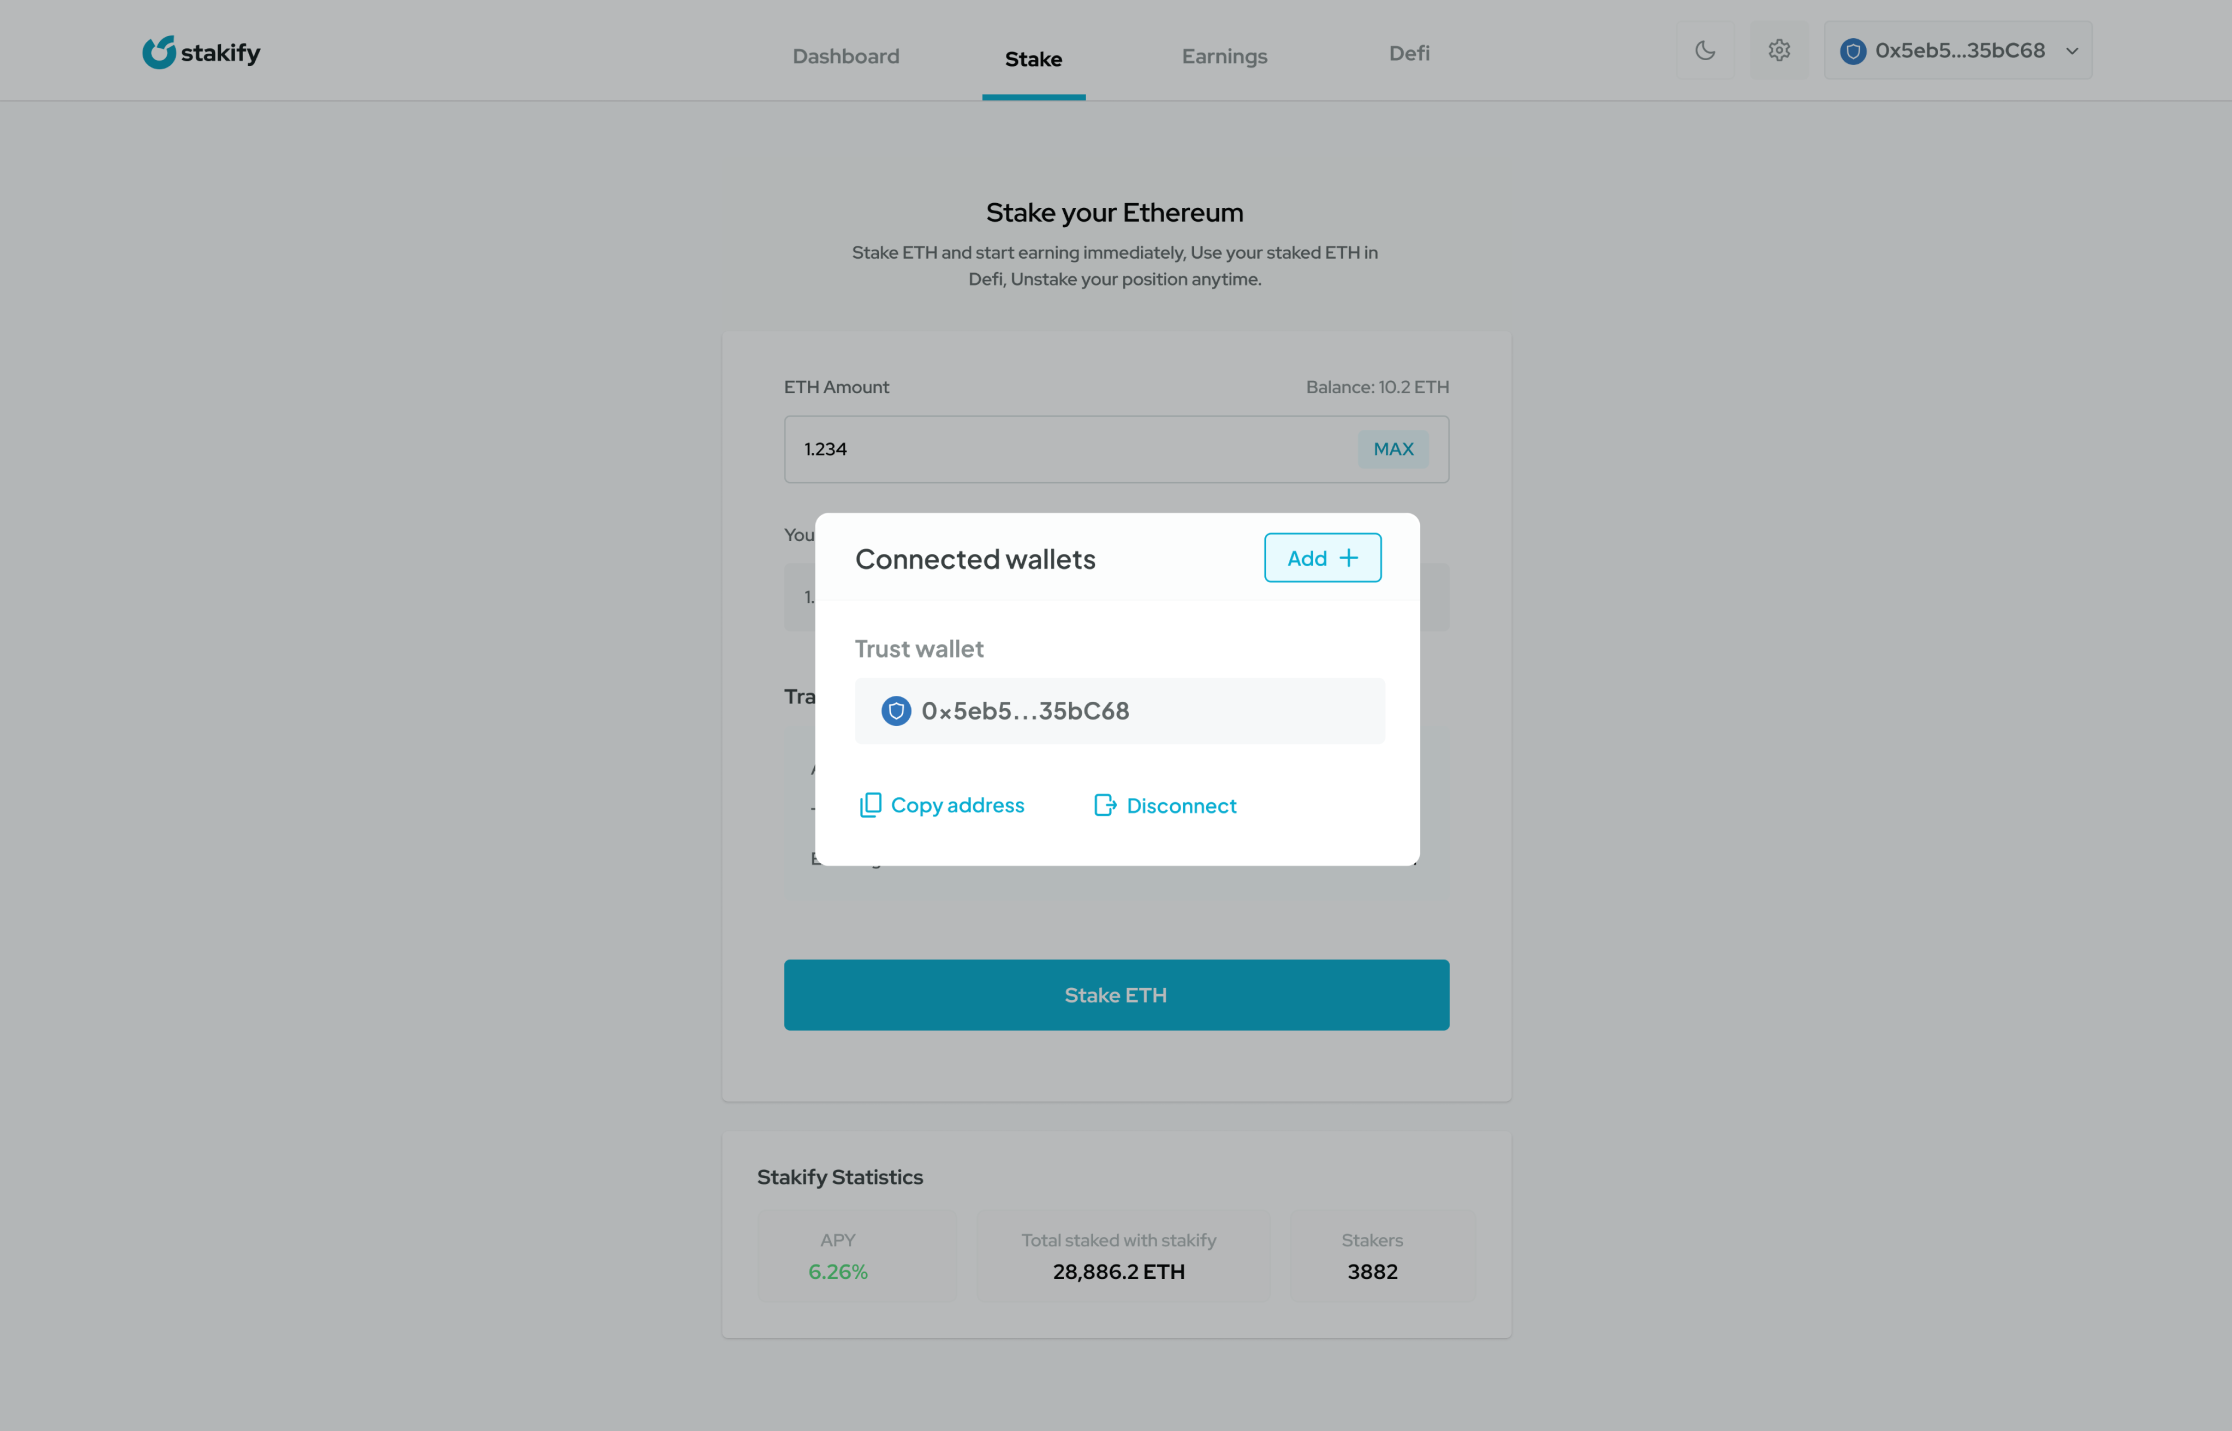 stakify
Dashboard
Stake
Earnings
Defi
0x5eb5...35bC68
Stake your Ethereum
Stake ETH and start earning immediately, Use your staked ETH in
Defi, Unstake your position anytime.
ETH Amount
Balance: 10.2 ETH
1.234
MAX
You
Connected wallets
Add +
1.
Trust wallet
Tra
0x5eb5...35bC68
Copy address
Disconnect
Stake ETH
Stakify Statistics
APY
6.26%
Total staked with stakify
28,886.2 ETH
Stakers
3882